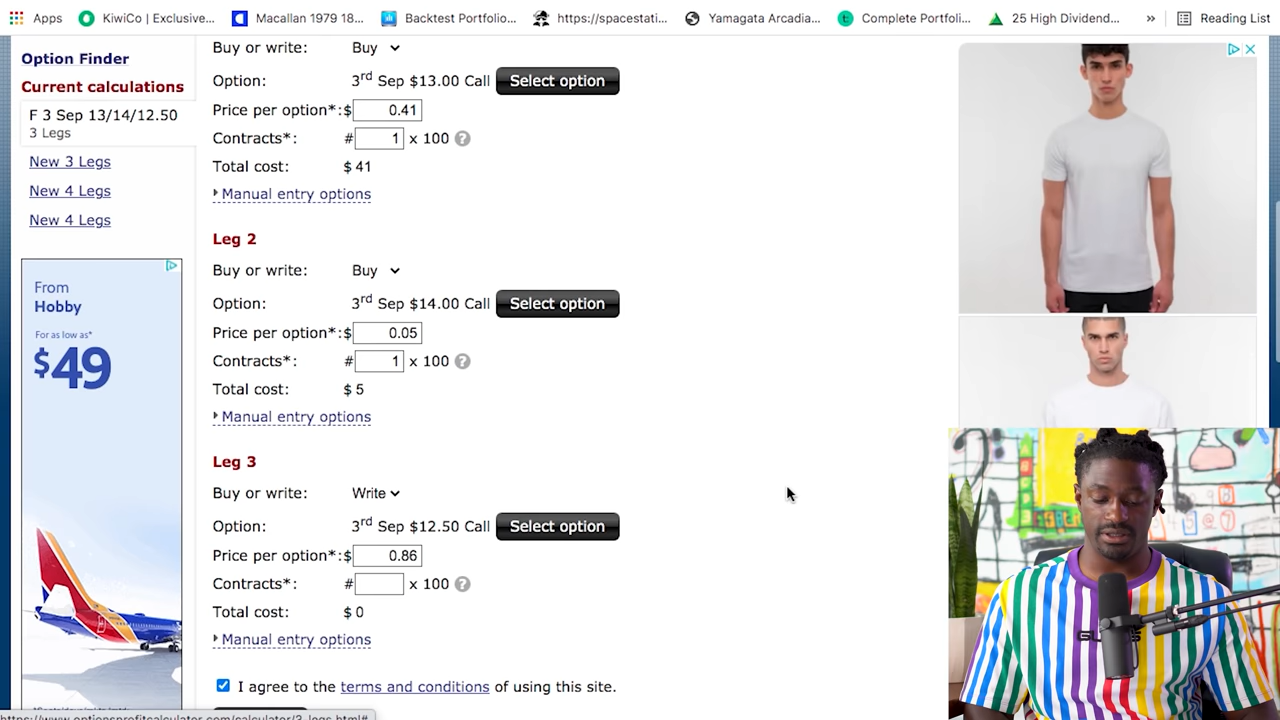 Apps
KiwiCo | Exclusive...
Macallan 1979 18...
Backtest Portfolio...
https://spacestati...
Yamagata Arcadia...
Complete Portfoli...
25 High Dividend...
»
Reading List
Option Finder
Current calculations
F 3 Sep 13/14/12.50
3 Legs
New 3 Legs
New 4 Legs
New 4 Legs
From
Hobby
For as low as*
$49
Buy or write: Buy
Option: 3rd Sep $13.00 Call Select option
Price per option*:$ 0.41
Contracts*: # 1 x 100 ?
Total cost: $ 41
Manual entry options
Leg 2
Buy or write: Buy
Option: 3rd Sep $14.00 Call Select option
Price per option*:$ 0.05
Contracts*: # 1 x 100 ?
Total cost: $ 5
Manual entry options
Leg 3
Buy or write: Write
Option: 3rd Sep $12.50 Call Select option
Price per option*:$ 0.86
Contracts*: # x 100 ?
Total cost: $ 0
Manual entry options
I agree to the terms and conditions of using this site.
https://www.optionsprofitcalculator.com/calculator/3-legs.html#